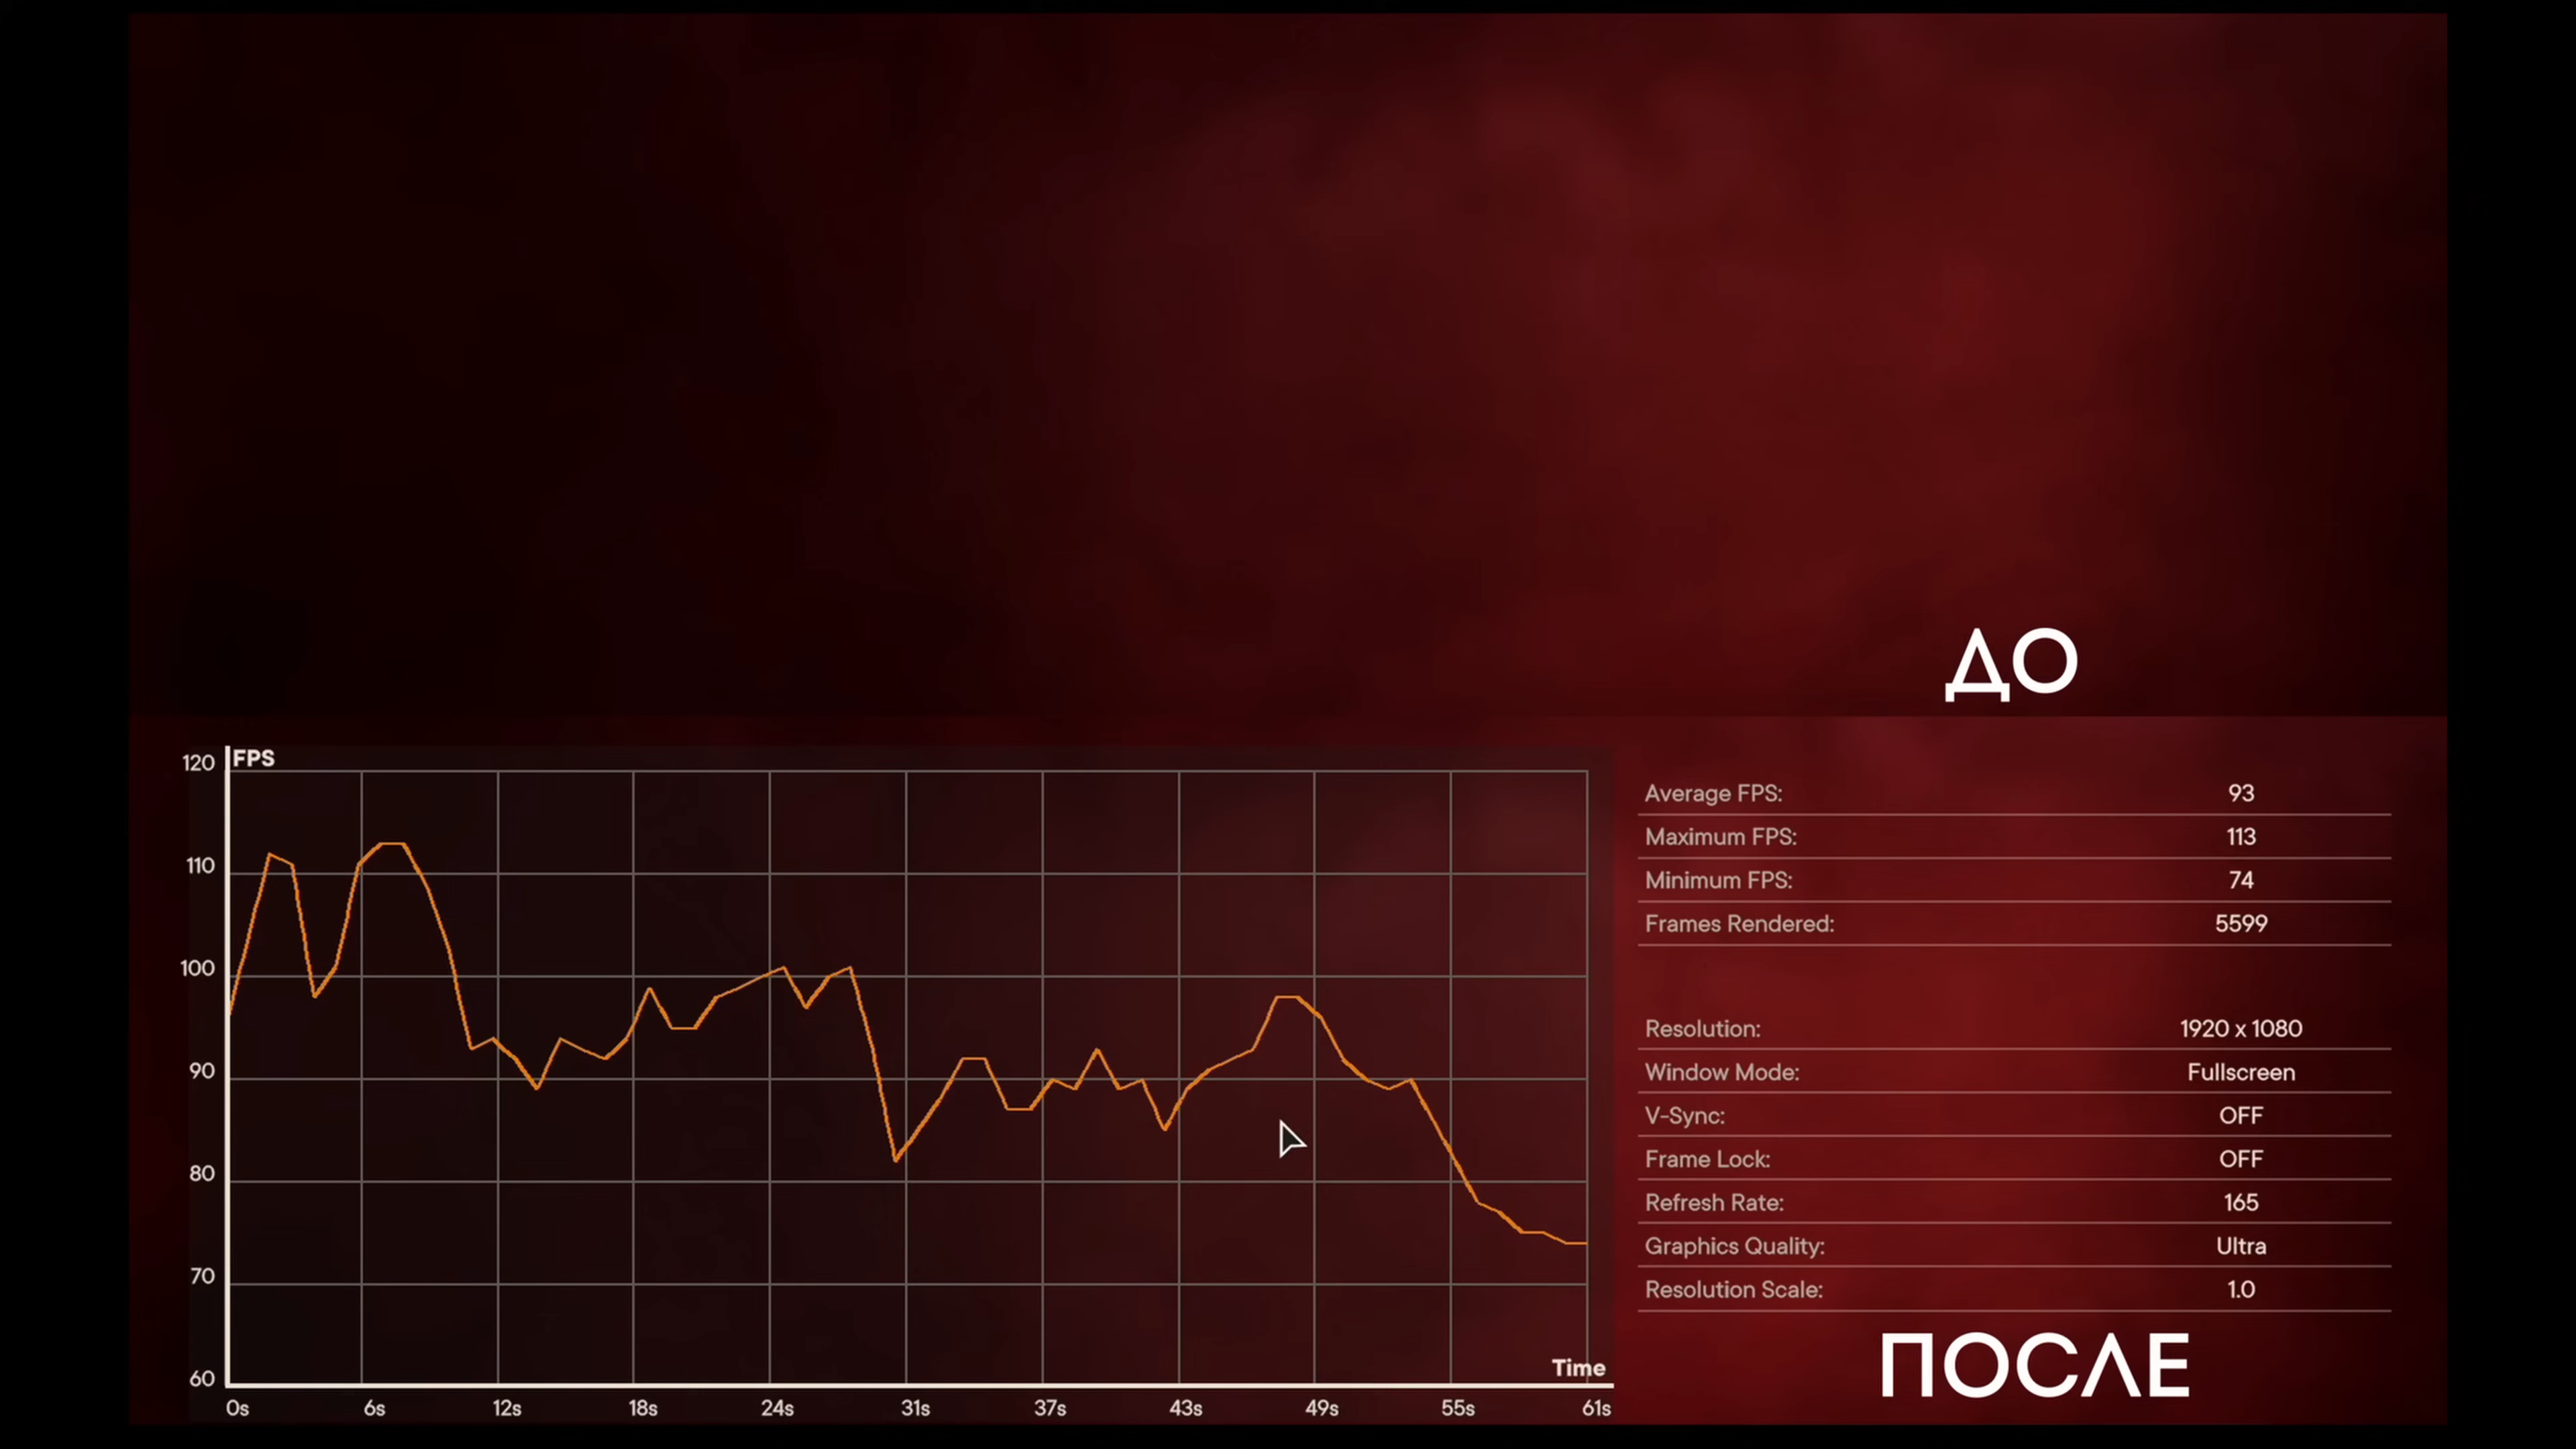 ДО
FPS
120
110
100
90
80
70
60
Time
0s 6s 12s 18s 24s 31s 37s 43s 49s 55s 61s
Average FPS: 93
Maximum FPS: 113
Minimum FPS: 74
Frames Rendered: 5599
Resolution: 1920 x 1080
Window Mode: Fullscreen
V-Sync: OFF
Frame Lock: OFF
Refresh Rate: 165
Graphics Quality: Ultra
Resolution Scale: 1.0
ПОСЛЕ